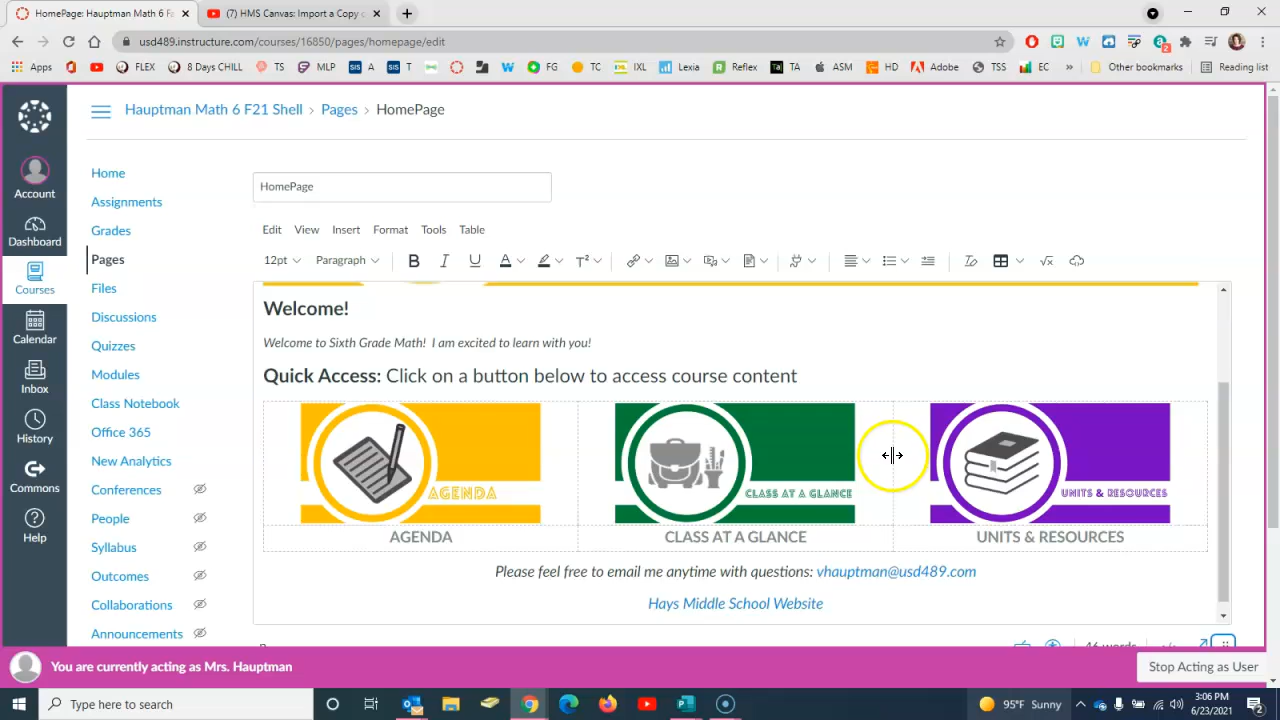 HomePage: Hauptman Math 6 F
(7) HMS Canvas: Import a Copy
usd489.instructure.com/courses/16850/pages/homepage/edit
Apps FLEX 8 Days CHILL TS MLP SIS A SIS T FG TC IXL Lexia Reflex TA ASM HD Adobe TSS EC » Other bookmarks Reading list
Hauptman Math 6 F21 Shell > Pages > HomePage
Account
Dashboard
Courses
Calendar
Inbox
History
Commons
Help
Home
Assignments
Grades
Pages
Files
Discussions
Quizzes
Modules
Class Notebook
Office 365
New Analytics
Conferences
People
Syllabus
Outcomes
Collaborations
Announcements
HomePage
Edit View Insert Format Tools Table
12pt Paragraph B I U A T²
Welcome!
Welcome to Sixth Grade Math! I am excited to learn with you!
Quick Access: Click on a button below to access course content
AGENDA CLASS AT A GLANCE UNITS & RESOURCES
AGENDA CLASS AT A GLANCE UNITS & RESOURCES
Please feel free to email me anytime with questions: vhauptman@usd489.com
Hays Middle School Website
46 words
You are currently acting as Mrs. Hauptman
Stop Acting as User
Type here to search
95°F Sunny
3:06 PM
6/23/2021